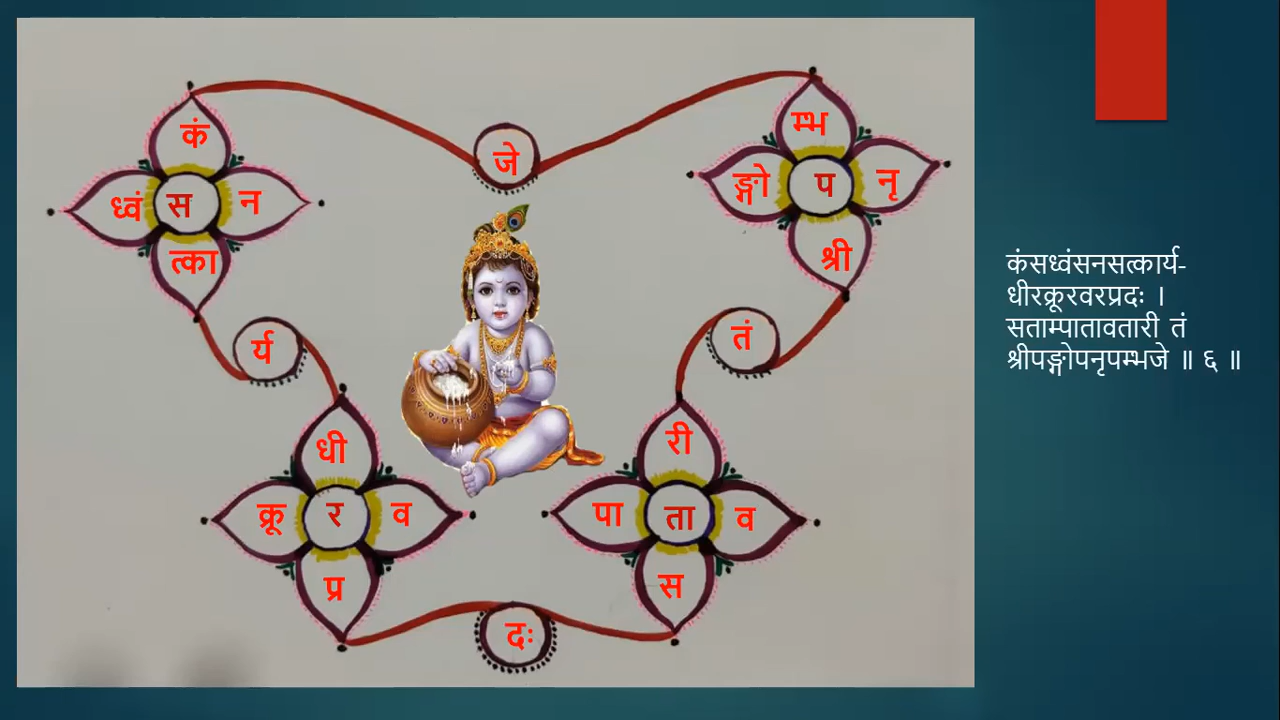 कं
ध्वं स न
त्का
र्य
धी
क्रू र व
प्र
दः
जे
म्भ
ङ्गो प नृ
श्री
तं
री
पा ता व
स
कंसध्वंसनसत्कार्य-
धीरक्रूरवरप्रदः ।
सताम्पातावतारी तं
श्रीपङ्गोपनृपम्भजे ॥ ६ ॥